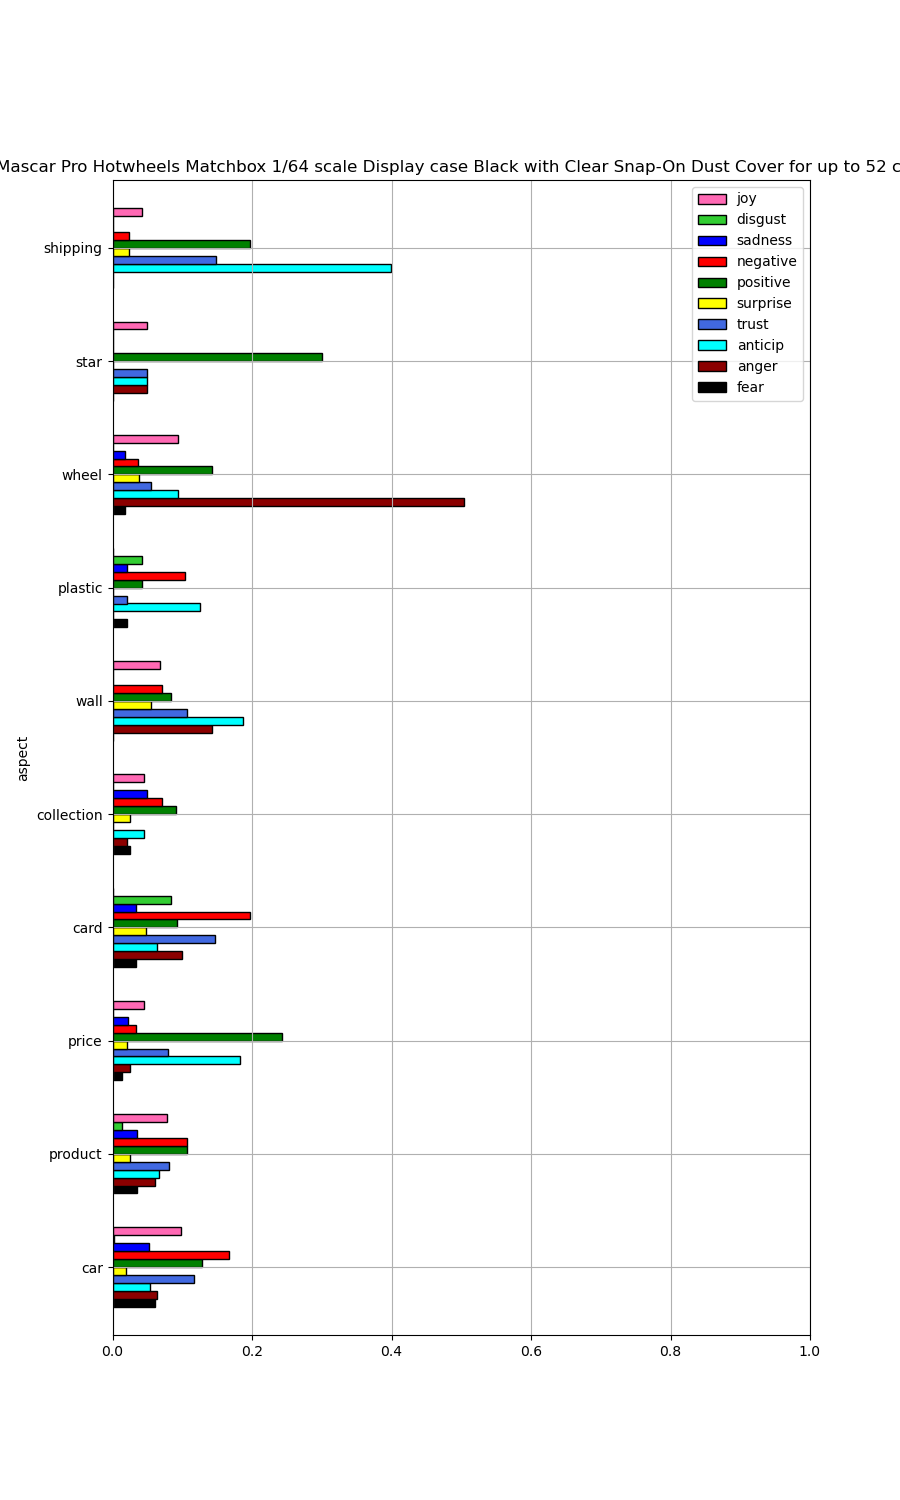 Mascar Pro Hotwheels Matchbox 1/64 scale Display case Black with Clear Snap-On Dust Cover for up to 52 c
joy
disgust
sadness
negative
positive
surprise
trust
anticip
anger
fear
shipping
star
wheel
plastic
wall
collection
card
price
product
car
aspect
0.0 0.2 0.4 0.6 0.8 1.0